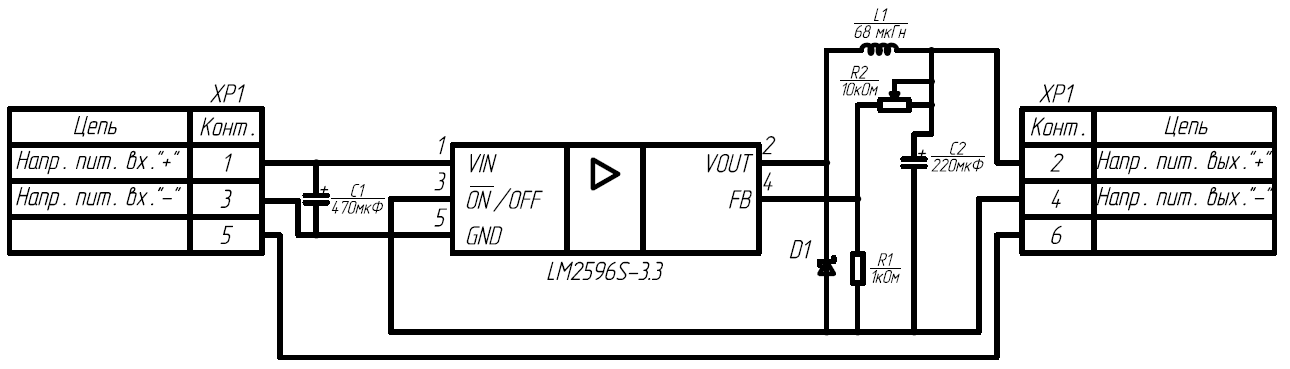 XP1
Цепь
Конт.
Напр. пит. вх."+"
1
Напр. пит. вх."–"
3
5
C1
470мкФ
1
3
5
VIN
ON/OFF
GND
VOUT
FB
2
4
LM2596S-3.3
L1
68 мкГн
R2
10кОм
C2
220мкФ
D1
R1
1кОм
XP1
Конт.
Цепь
2
Напр. пит. вых."+"
4
Напр. пит. вых."–"
6